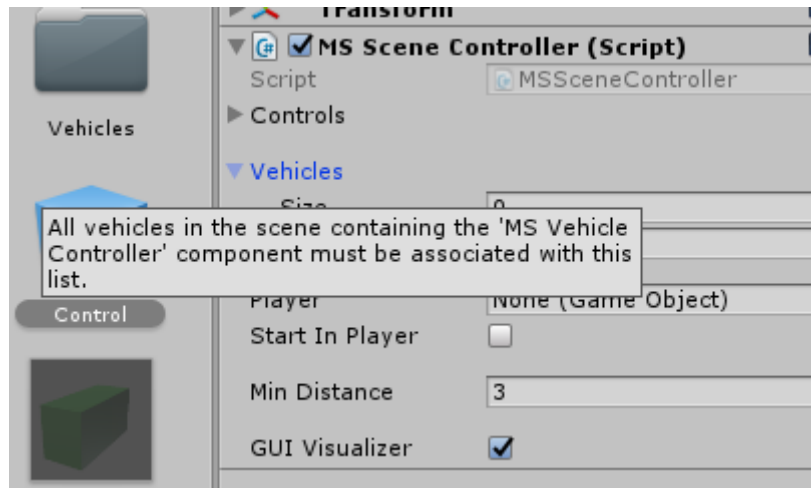 Transform
MS Scene Controller (Script)
Script
MSSceneController
Controls
Vehicles
Vehicles
Size
0
All vehicles in the scene containing the 'MS Vehicle
Controller' component must be associated with this
list.
Control
Player
None (Game Object)
Start In Player
Min Distance
3
GUI Visualizer